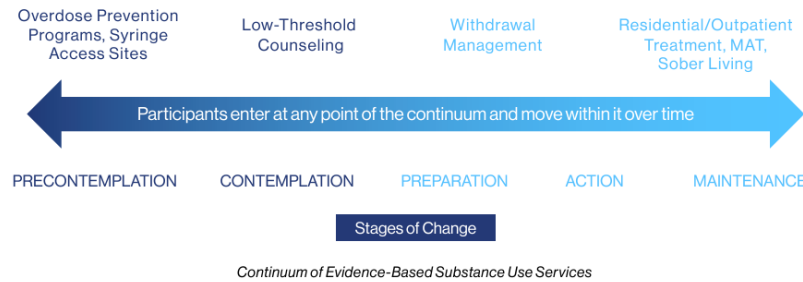 Overdose Prevention
Programs, Syringe
Access Sites
Low-Threshold
Counseling
Withdrawal
Management
Residential/Outpatient
Treatment, MAT,
Sober Living
Participants enter at any point of the continuum and move within it over time
PRECONTEMPLATION
CONTEMPLATION
PREPARATION
ACTION
MAINTENANCE
Stages of Change
Continuum of Evidence-Based Substance Use Services